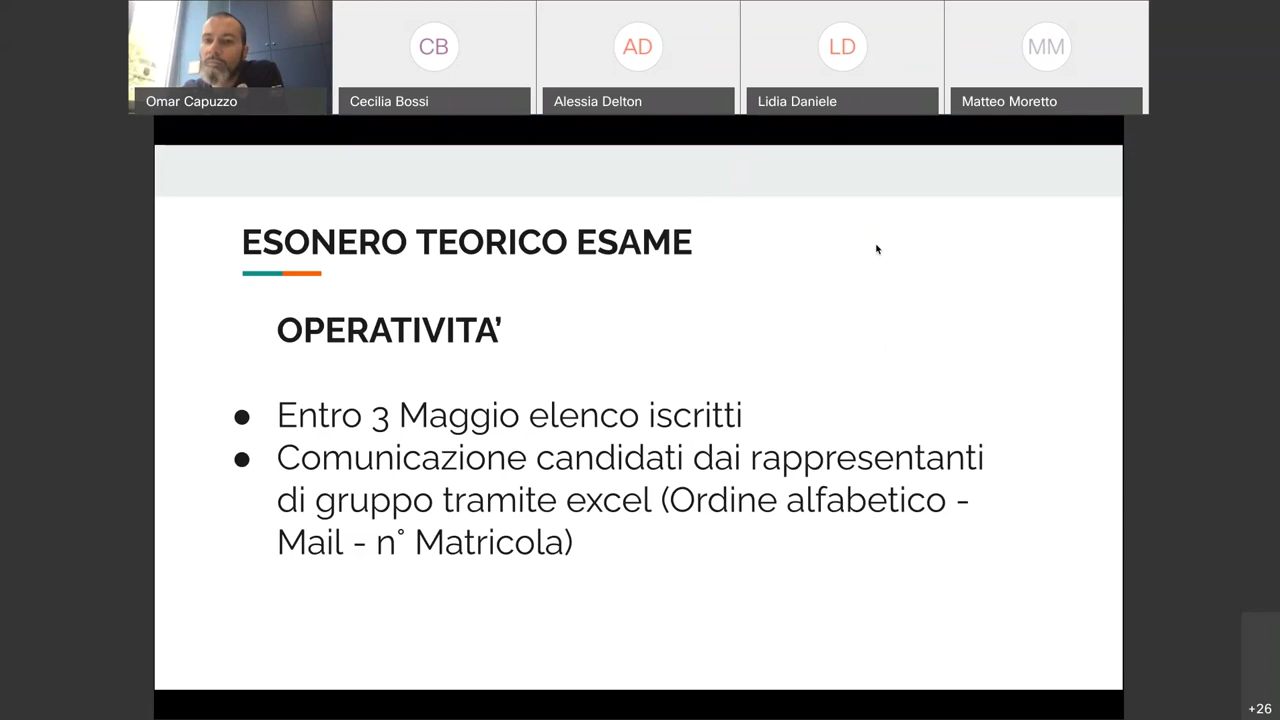 CB
AD
LD
MM
Omar Capuzzo
Cecilia Bossi
Alessia Delton
Lidia Daniele
Matteo Moretto
ESONERO TEORICO ESAME
OPERATIVITA’
● Entro 3 Maggio elenco iscritti
● Comunicazione candidati dai rappresentanti
di gruppo tramite excel (Ordine alfabetico -
Mail - n° Matricola)
+26